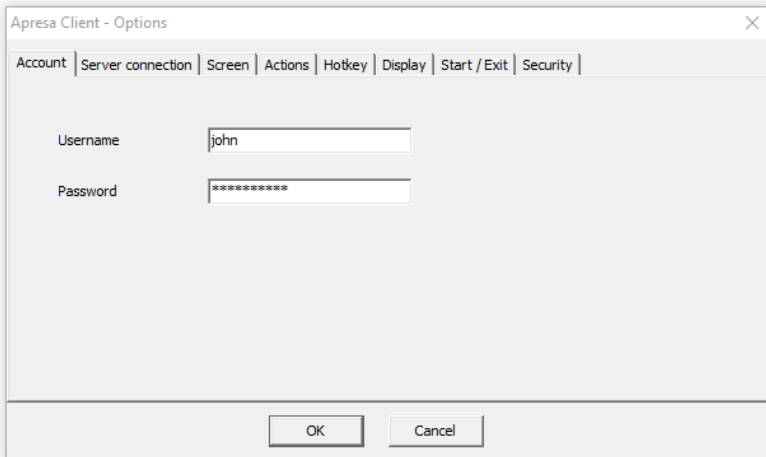 Apresa Client - Options
Account Server connection Screen Actions Hotkey Display Start / Exit Security
Username john
Password **********
OK Cancel